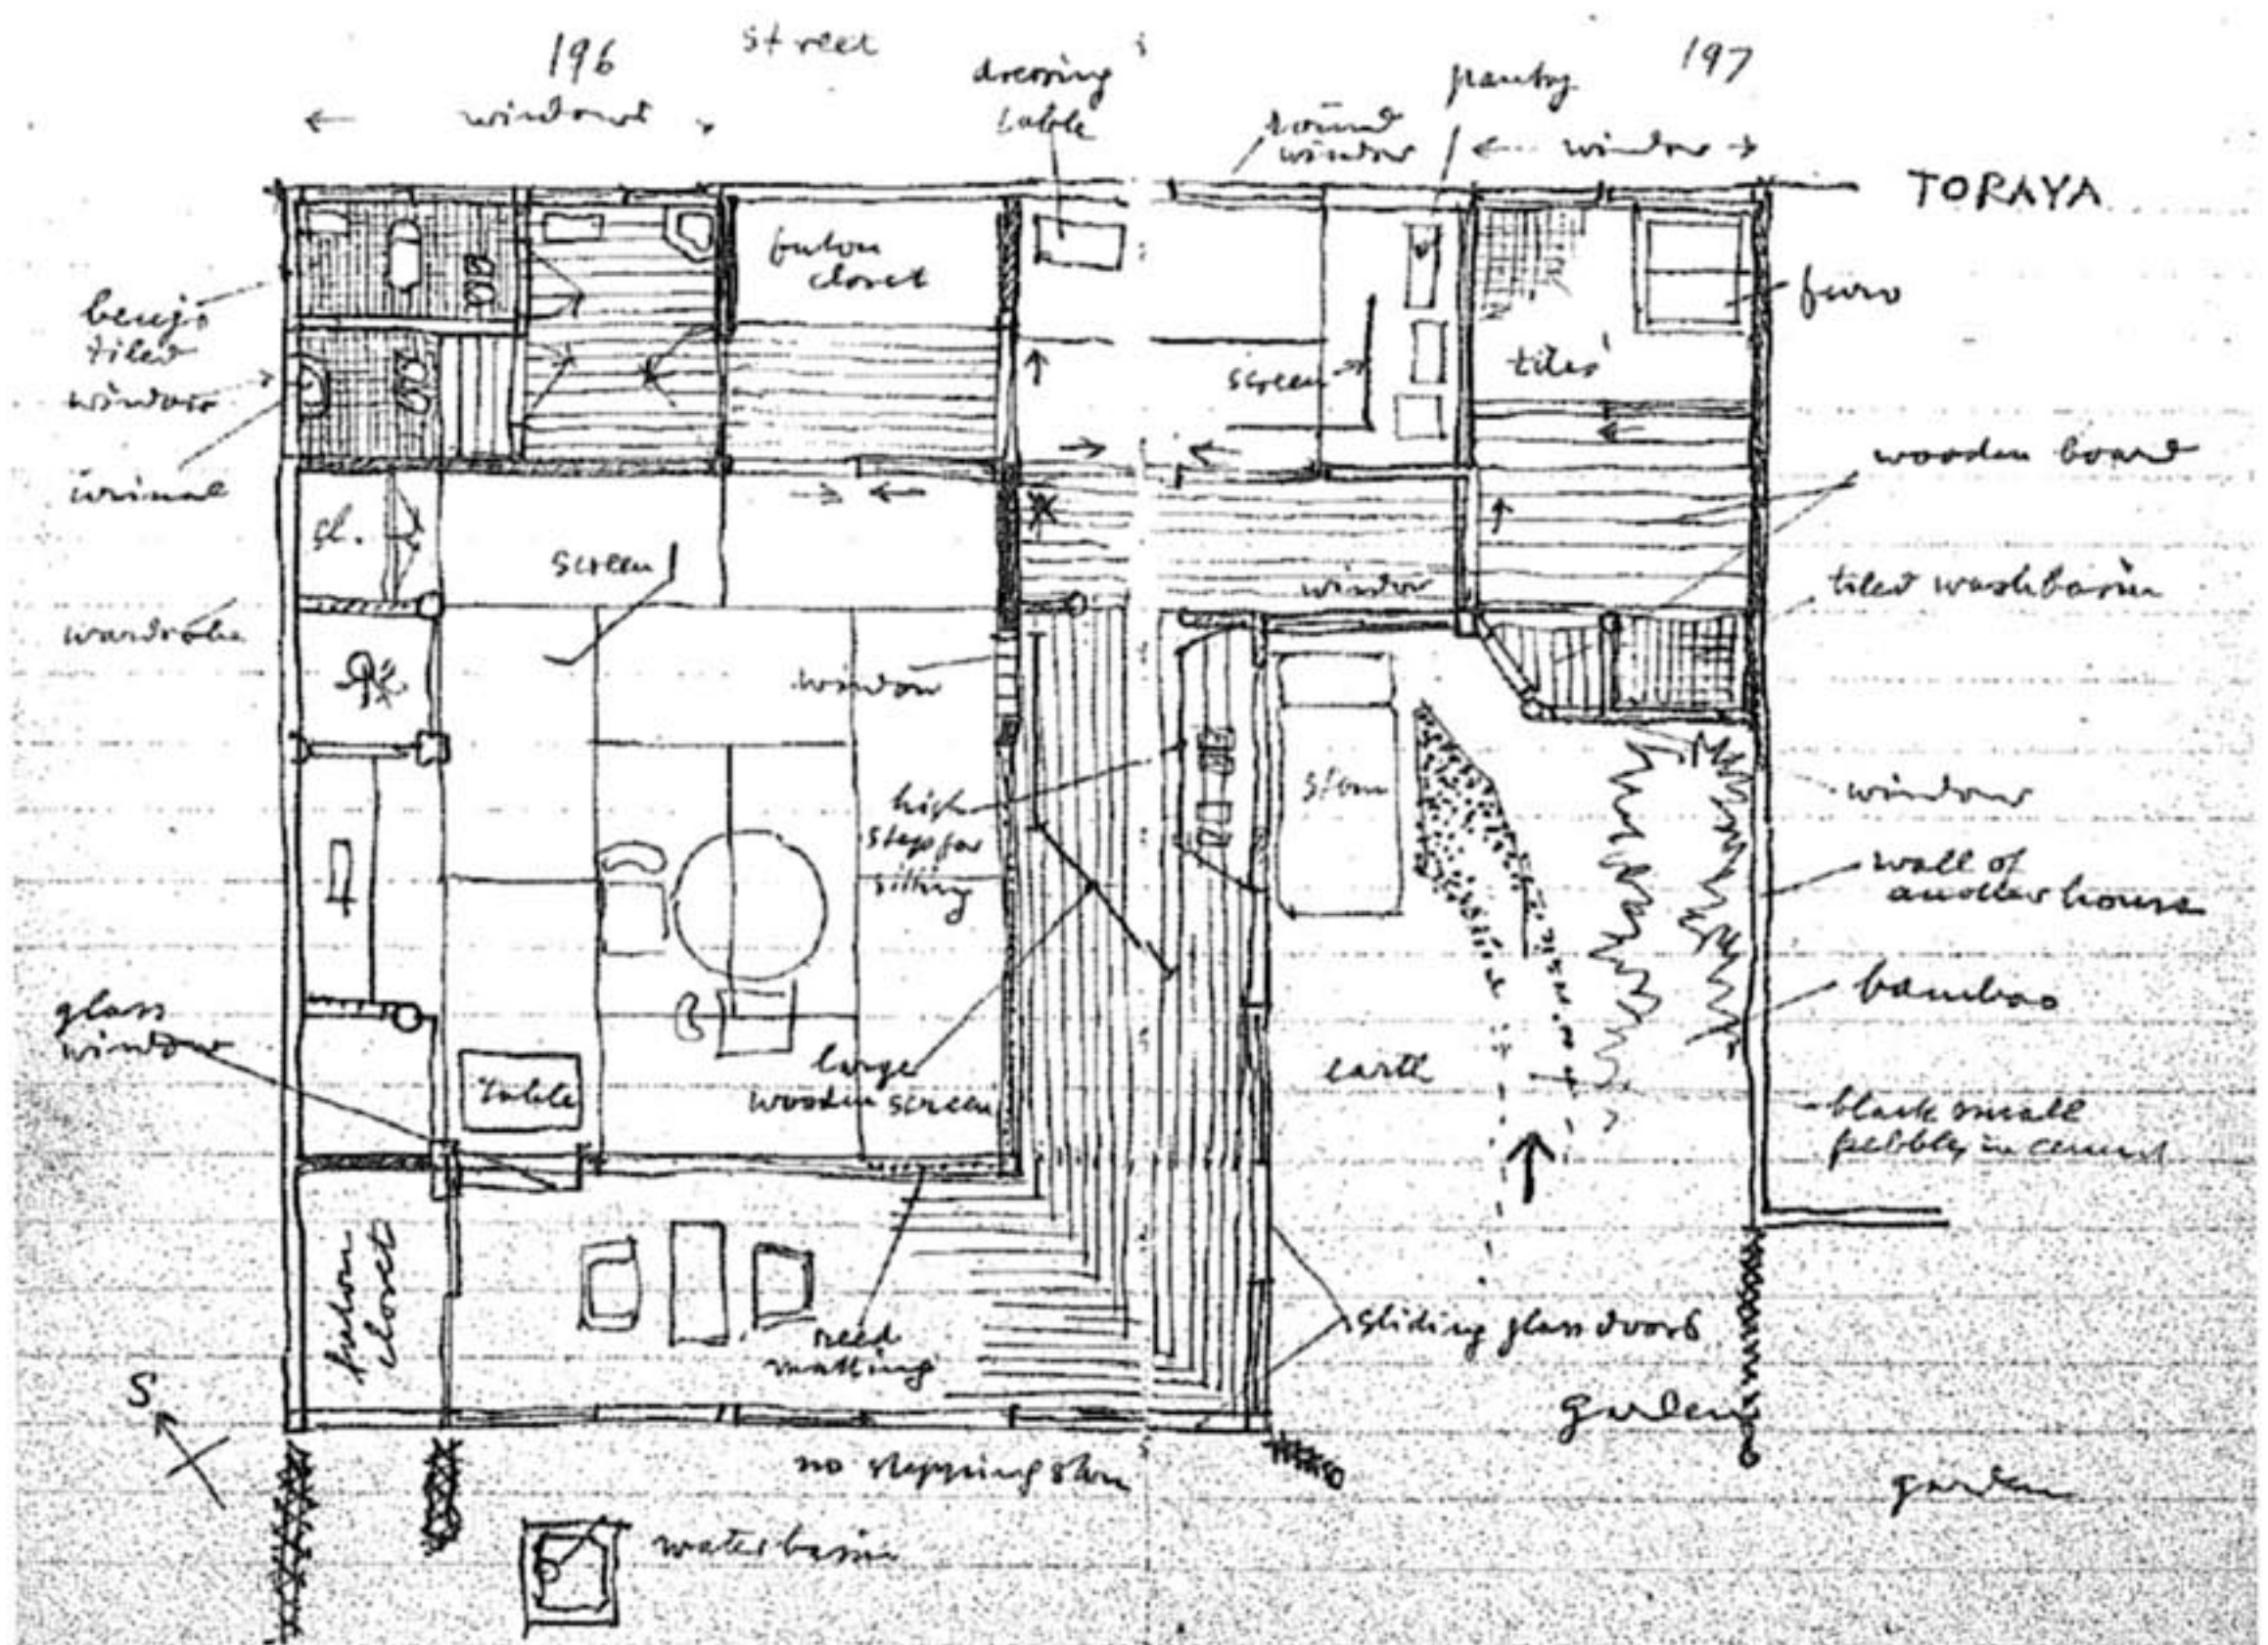 196
street
197
windows
dressing
table
round
window
pantry
window
TORAYA
futon
closet
benjo
tiled
window
urinal
furo
tiles
screen
wooden board
cl.
screen
window
tiled washbasin
wardrobe
window
stone
high
step for
sitting
window
wall of
another house
bamboo
glass
window
table
large
wooden screen
earth
black small
pebbles in cement
futon
closet
reed
matting
sliding glass doors
S
garden
no stepping stone
garden
water basin